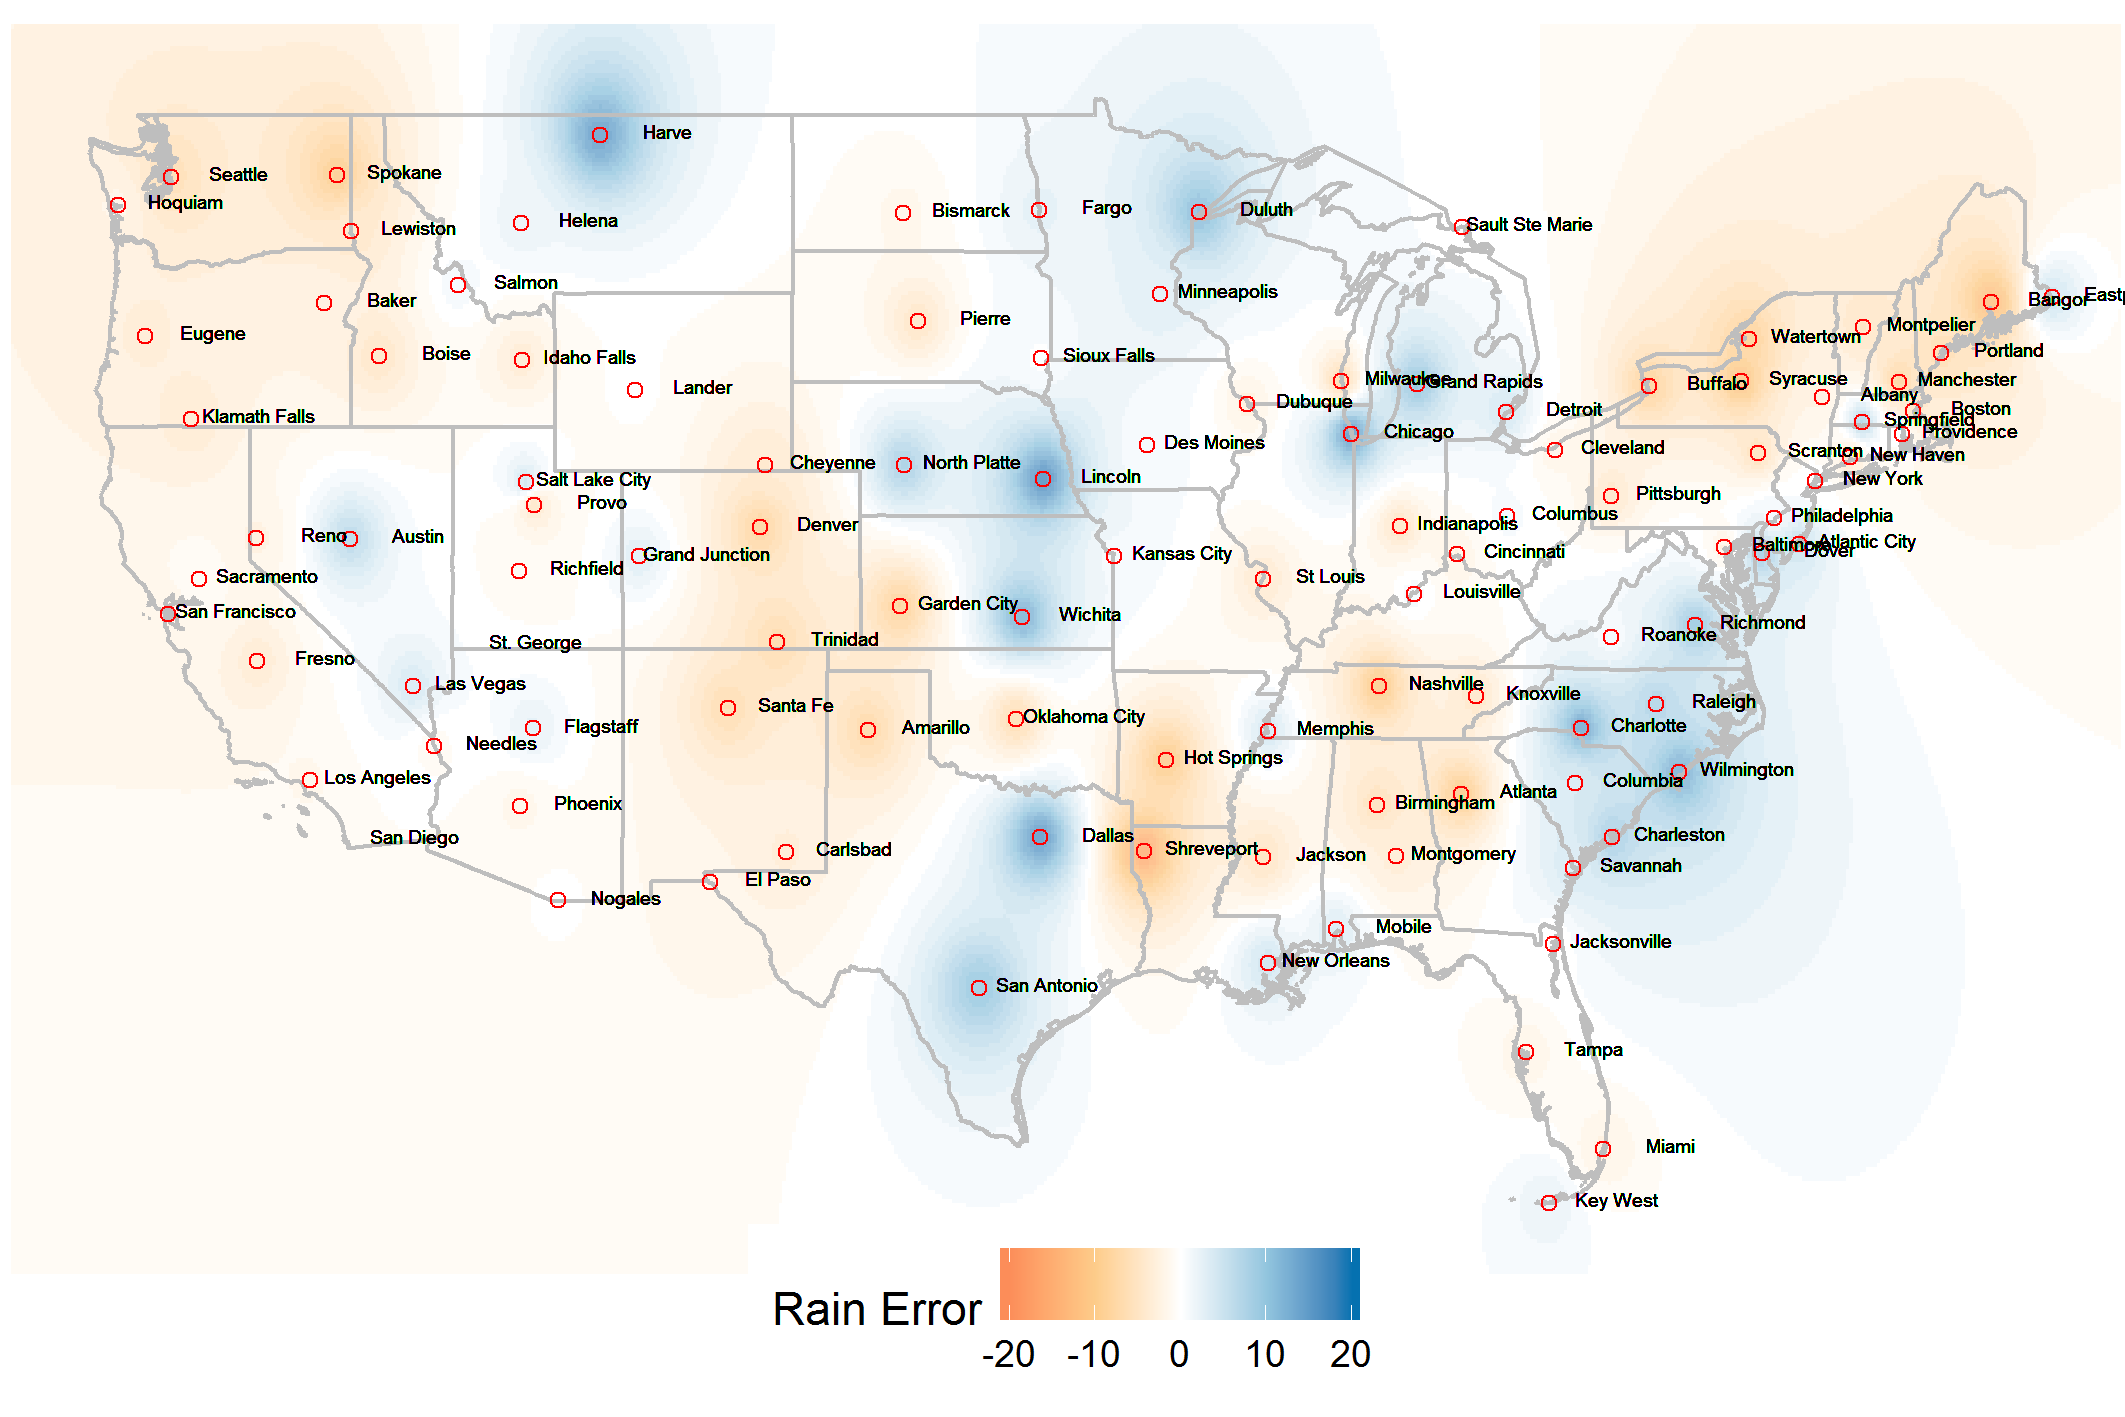 Harve
Seattle
Spokane
Hoquiam
Bismarck
Fargo
Duluth
Helena
Lewiston
Sault Ste Marie
Salmon
Minneapolis
Baker
Bangor
Eastp
Eugene
Pierre
Watertown
Montpelier
Boise
Idaho Falls
Sioux Falls
Portland
Lander
Milwaukee
Grand Rapids
Buffalo
Syracuse
Manchester
Klamath Falls
Dubuque
Detroit
Albany
Boston
Chicago
Springfield
Providence
Des Moines
Cleveland
Scranton
New Haven
Cheyenne
North Platte
Lincoln
New York
Salt Lake City
Provo
Pittsburgh
Denver
Indianapolis
Columbus
Philadelphia
Reno
Austin
Grand Junction
Kansas City
Cincinnati
Baltimore
Atlantic City
Dover
Sacramento
Richfield
St Louis
Louisville
San Francisco
Garden City
Wichita
Richmond
St. George
Trinidad
Roanoke
Fresno
Las Vegas
Nashville
Knoxville
Santa Fe
Raleigh
Flagstaff
Amarillo
Oklahoma City
Memphis
Charlotte
Needles
Hot Springs
Wilmington
Los Angeles
Columbia
Phoenix
Birmingham
Atlanta
San Diego
Dallas
Charleston
Carlsbad
Shreveport
Jackson
Montgomery
El Paso
Savannah
Nogales
Mobile
Jacksonville
New Orleans
San Antonio
Tampa
Miami
Key West
Rain Error
-20 -10 0 10 20